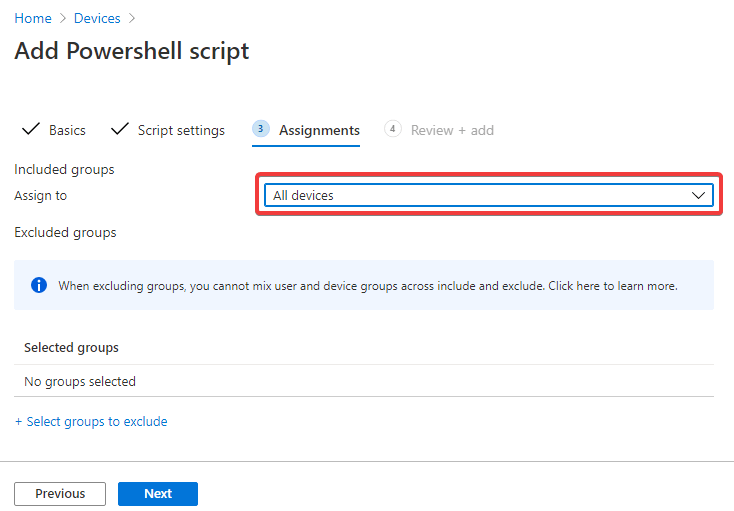 Home > Devices >
Add Powershell script
Basics Script settings 3 Assignments 4 Review + add
Included groups
Assign to All devices
Excluded groups
When excluding groups, you cannot mix user and device groups across include and exclude. Click here to learn more.
Selected groups
No groups selected
+ Select groups to exclude
Previous Next